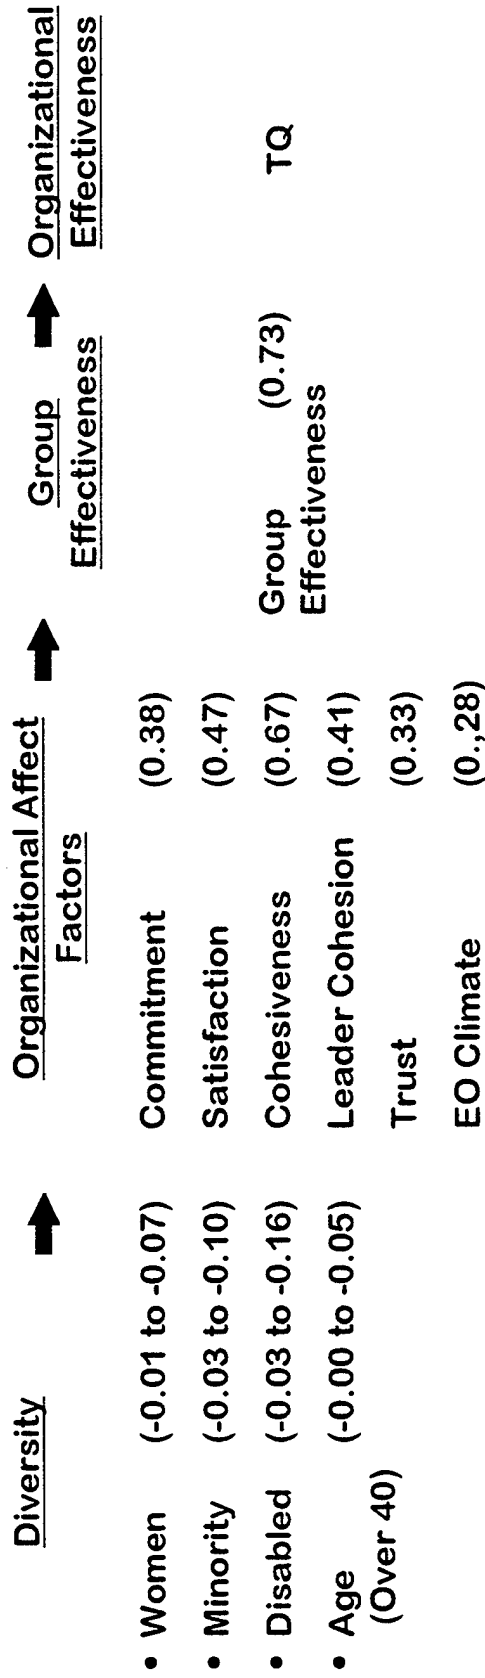 Diversity
Organizational Affect
Factors
Group
Effectiveness
Organizational
Effectiveness
• Women (-0.01 to -0.07)
• Minority (-0.03 to -0.10)
• Disabled (-0.03 to -0.16)
• Age (-0.00 to -0.05)
(Over 40)
Commitment (0.38)
Satisfaction (0.47)
Cohesiveness (0.67)
Leader Cohesion (0.41)
Trust (0.33)
EO Climate (0.,28)
Group (0.73)
Effectiveness
TQ